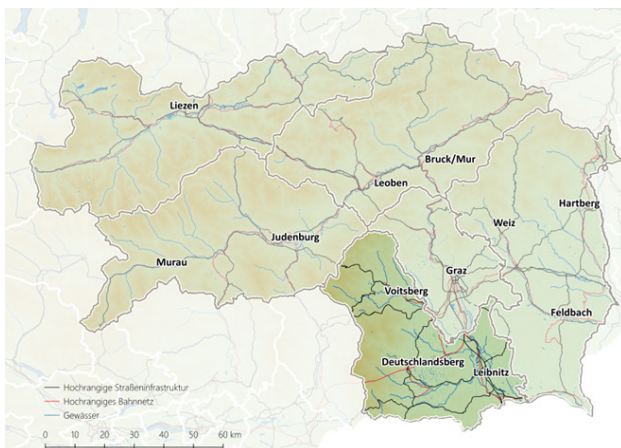 Liezen
Bruck/Mur
Leoben
Hartberg
Weiz
Judenburg
Murau
Graz
Voitsberg
Feldbach
Deutschlandsberg
Leibnitz
Hochrangige Straßeninfrastruktur
Hochrangiges Bahnnetz
Gewässer
0 10 20 30 40 50 60 km